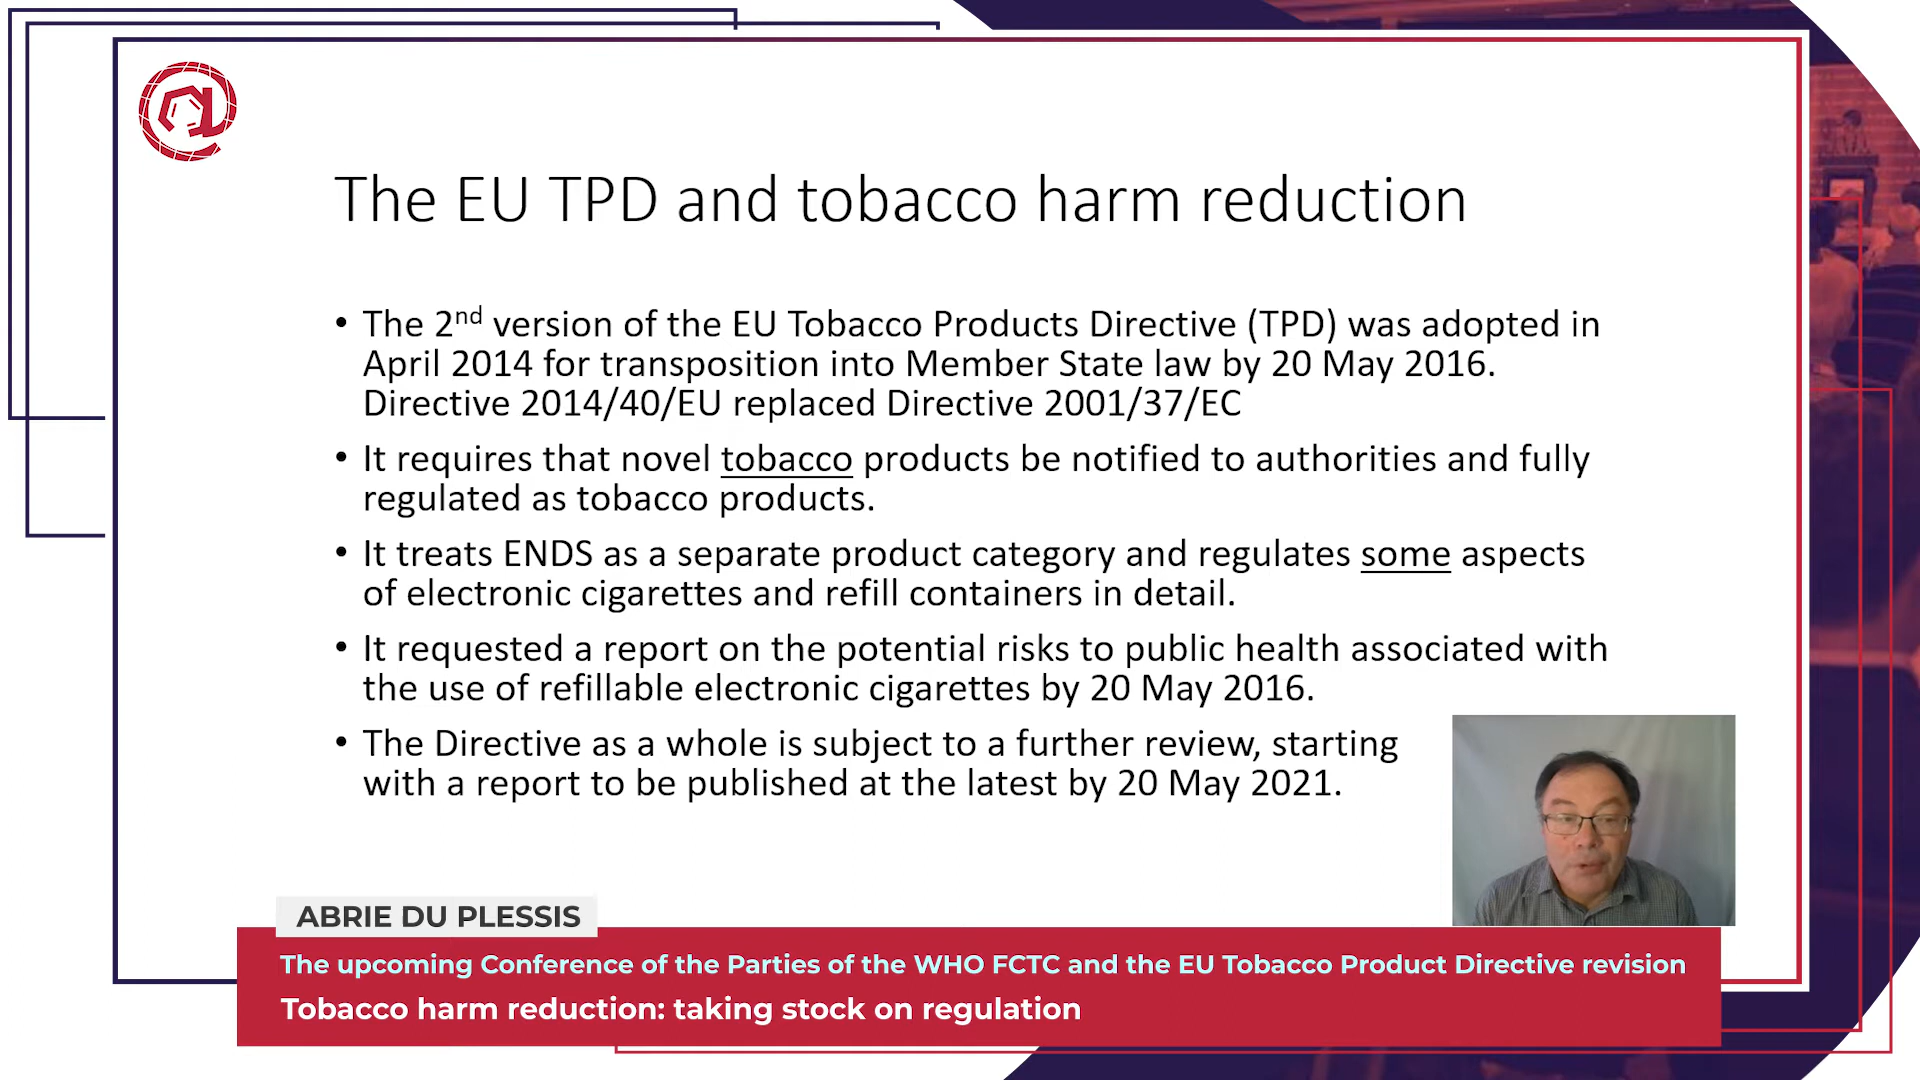 The EU TPD and tobacco harm reduction
• The 2nd version of the EU Tobacco Products Directive (TPD) was adopted in
April 2014 for transposition into Member State law by 20 May 2016.
Directive 2014/40/EU replaced Directive 2001/37/EC
• It requires that novel tobacco products be notified to authorities and fully
regulated as tobacco products.
• It treats ENDS as a separate product category and regulates some aspects
of electronic cigarettes and refill containers in detail.
• It requested a report on the potential risks to public health associated with
the use of refillable electronic cigarettes by 20 May 2016.
• The Directive as a whole is subject to a further review, starting
with a report to be published at the latest by 20 May 2021.
ABRIE DU PLESSIS
The upcoming Conference of the Parties of the WHO FCTC and the EU Tobacco Product Directive revision
Tobacco harm reduction: taking stock on regulation